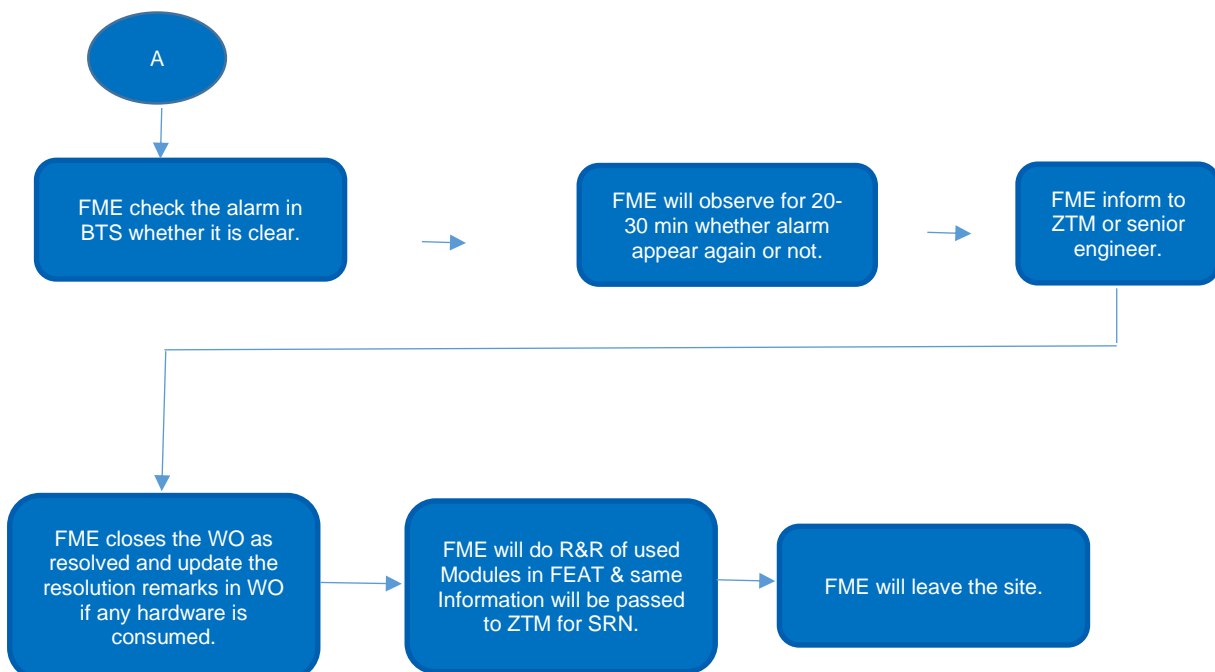 A
FME check the alarm in
BTS whether it is clear.
FME will observe for 20-
30 min whether alarm
appear again or not.
FME inform to
ZTM or senior
engineer.
FME closes the WO as
resolved and update the
resolution remarks in WO
if any hardware is
consumed.
FME will do R&R of used
Modules in FEAT & same
Information will be passed
to ZTM for SRN.
FME will leave the site.